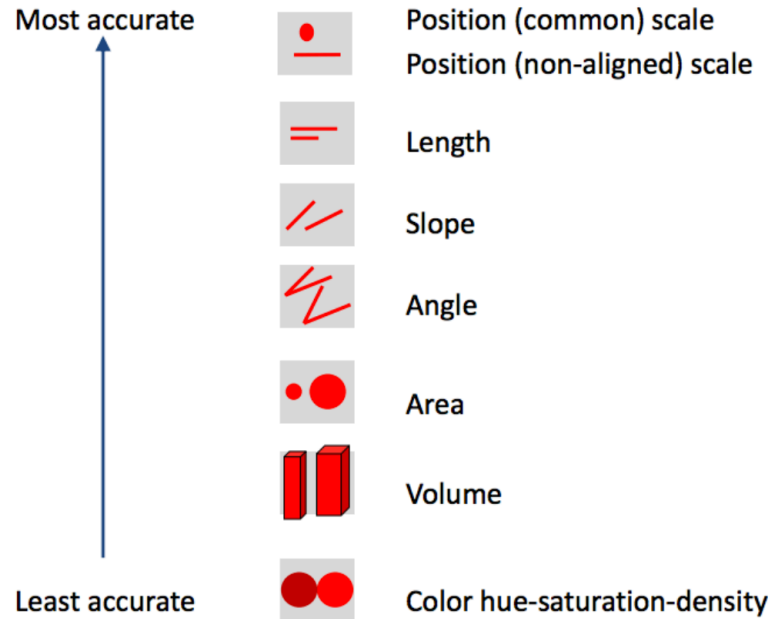 Most accurate
Position (common) scale
Position (non-aligned) scale
Length
Slope
Angle
Area
Volume
Least accurate
Color hue-saturation-density